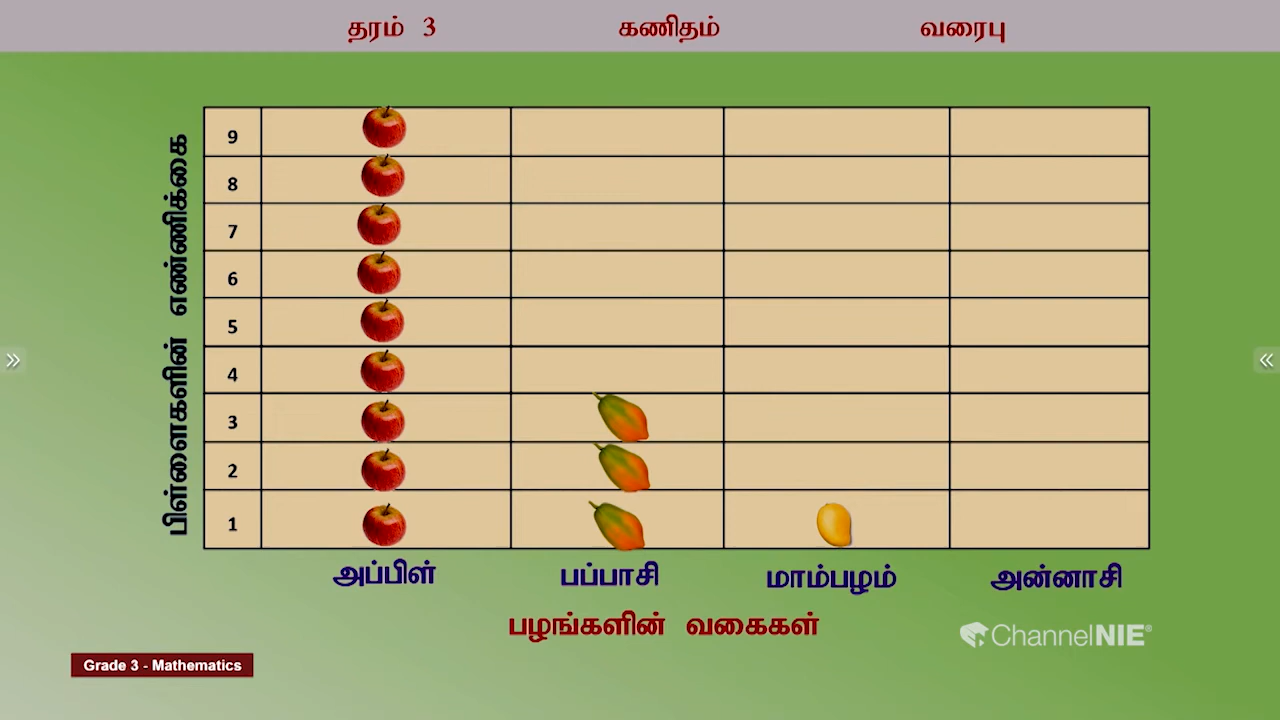 தரம் 3 கணிதம் வரைபு
பிள்ளைகளின் எண்ணிக்கை
9
8
7
6
5
4
3
2
1
அப்பிள் பப்பாசி மாம்பழம் அன்னாசி
பழங்களின் வகைகள்
ChannelNIE®
Grade 3 - Mathematics